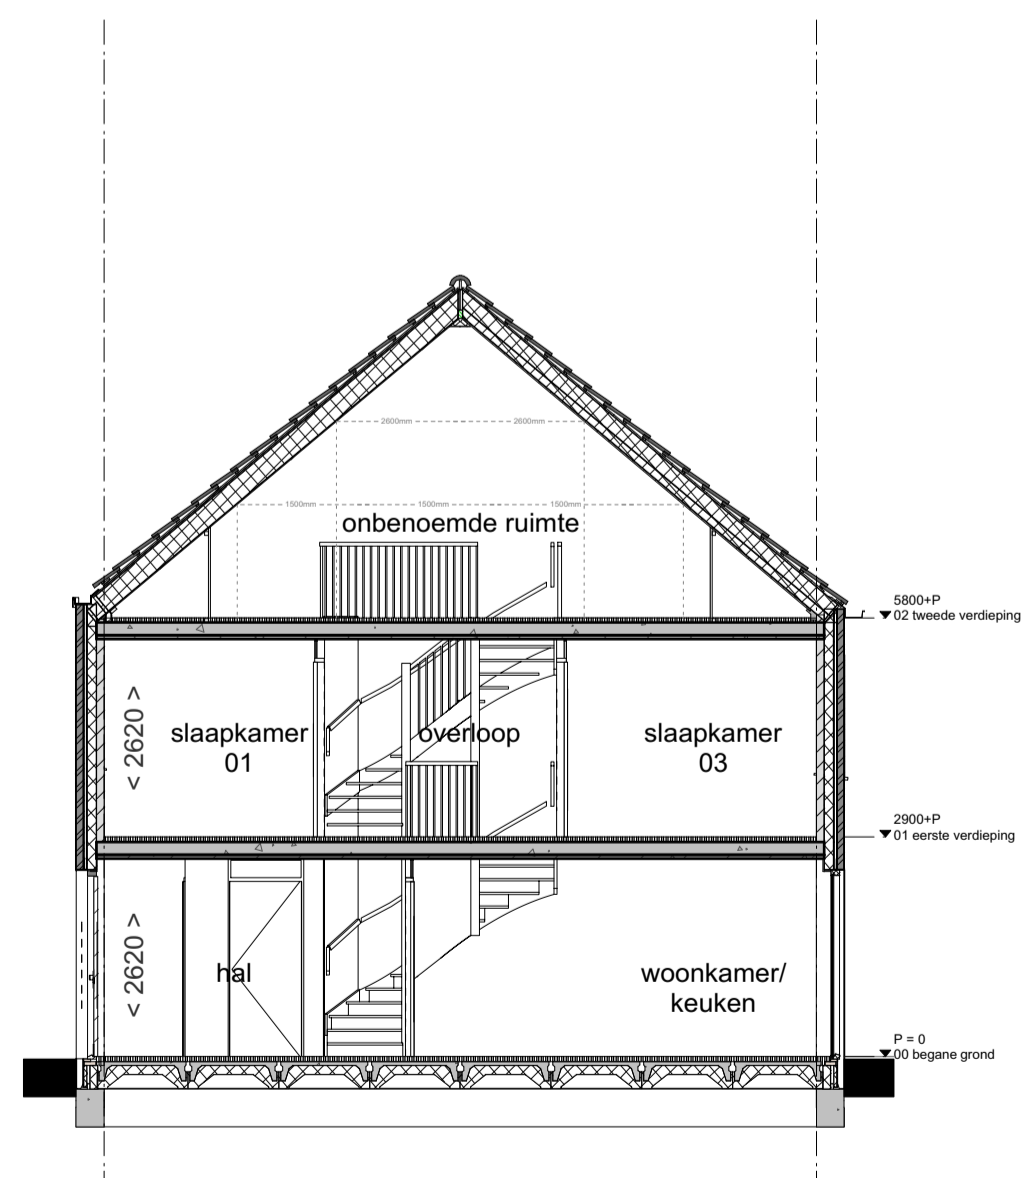 2600mm 2600mm
1500mm 1500mm 1500mm
onbenoemde ruimte
5800+P
02 tweede verdieping
< 2620 >
slaapkamer
01
overloop
slaapkamer
03
2900+P
01 eerste verdieping
< 2620 >
hal
woonkamer/
keuken
P = 0
00 begane grond